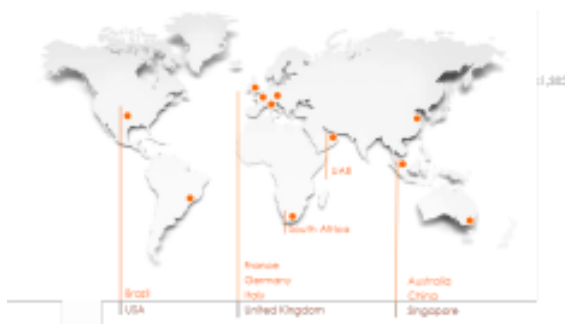 UAE
South Africa
France
Germany
Italy
United Kingdom
Brazil
USA
Australia
China
Singapore